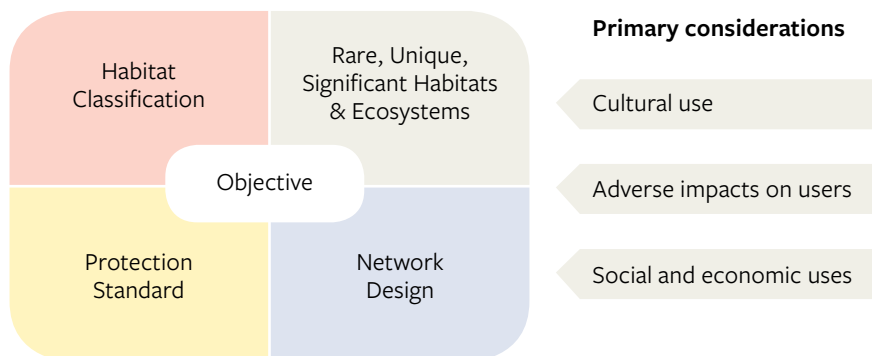 Habitat
Classification
Rare, Unique,
Significant Habitats
& Ecosystems
Objective
Protection
Standard
Network
Design
Primary considerations
Cultural use
Adverse impacts on users
Social and economic uses